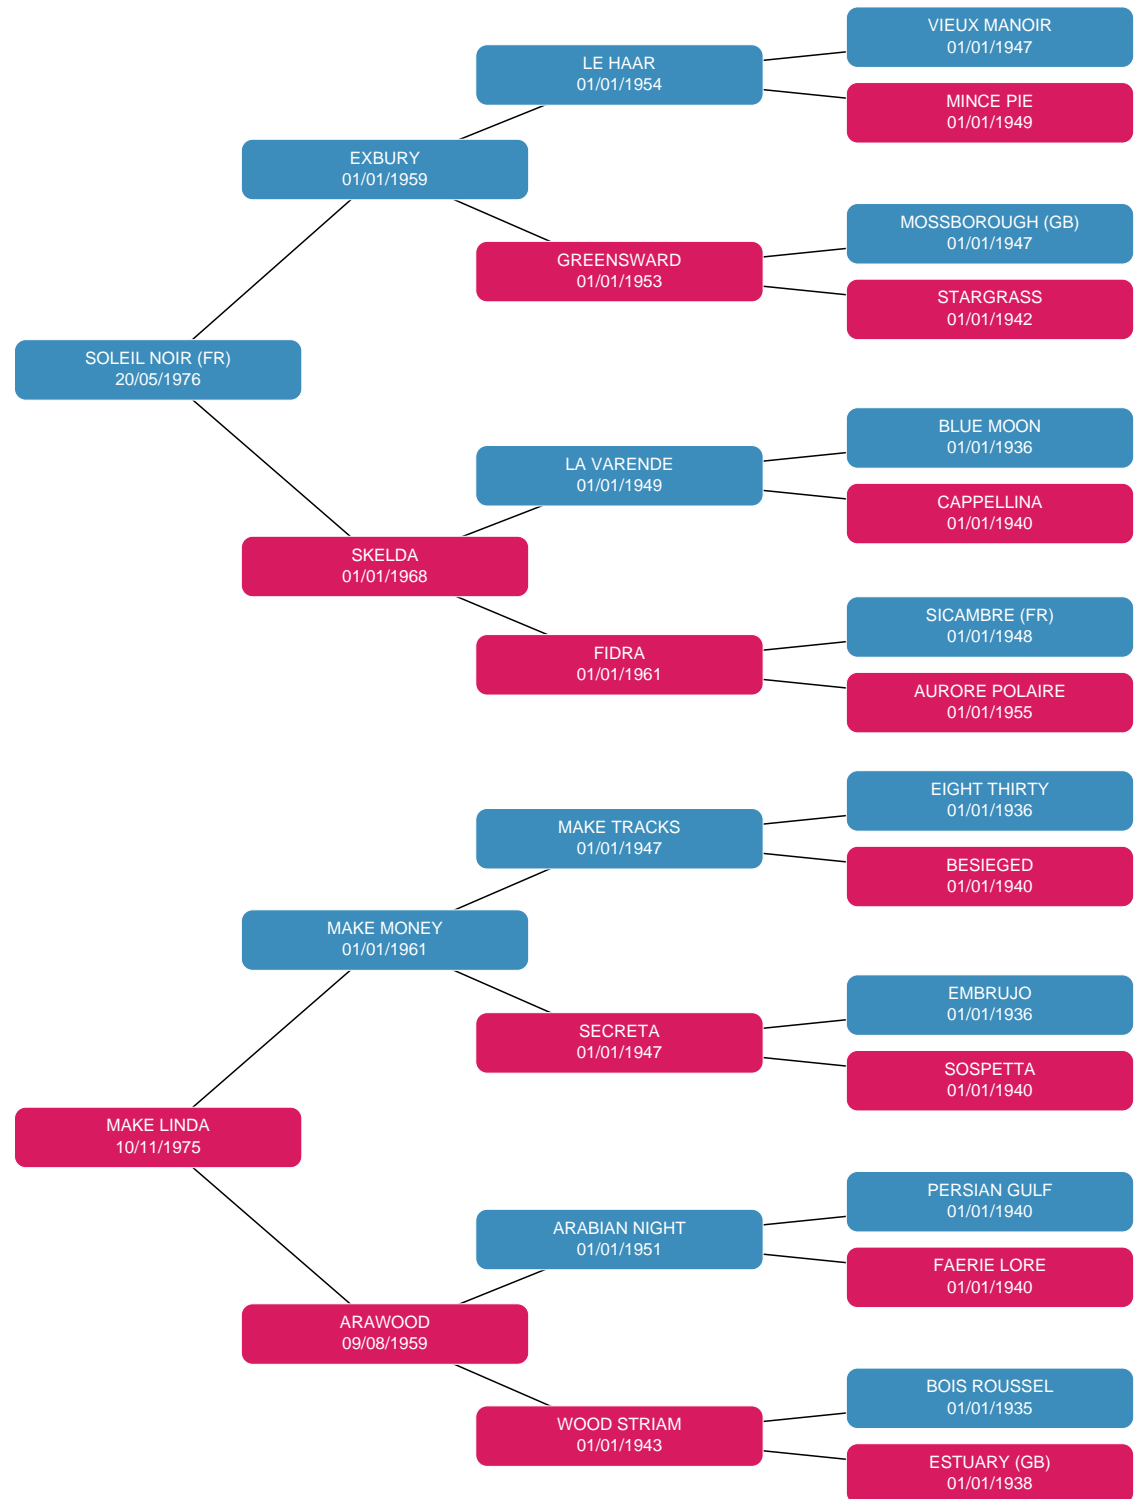 VIEUX MANOIR
01/01/1947
LE HAAR
01/01/1954
MINCE PIE
01/01/1949
EXBURY
01/01/1959
MOSSBOROUGH (GB)
01/01/1947
GREENSWARD
01/01/1953
STARGRASS
01/01/1942
SOLEIL NOIR (FR)
20/05/1976
BLUE MOON
01/01/1936
LA VARENDE
01/01/1949
CAPPELLINA
01/01/1940
SKELDA
01/01/1968
SICAMBRE (FR)
01/01/1948
FIDRA
01/01/1961
AURORE POLAIRE
01/01/1955
EIGHT THIRTY
01/01/1936
MAKE TRACKS
01/01/1947
BESIEGED
01/01/1940
MAKE MONEY
01/01/1961
EMBRUJO
01/01/1936
SECRETA
01/01/1947
SOSPETTA
01/01/1940
MAKE LINDA
10/11/1975
PERSIAN GULF
01/01/1940
ARABIAN NIGHT
01/01/1951
FAERIE LORE
01/01/1940
ARAWOOD
09/08/1959
BOIS ROUSSEL
01/01/1935
WOOD STRIAM
01/01/1943
ESTUARY (GB)
01/01/1938